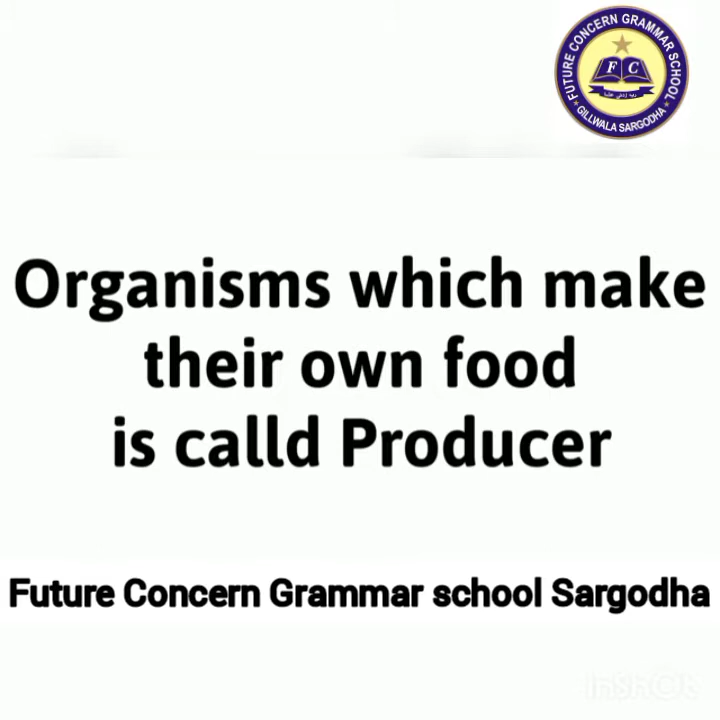 FUTURE CONCERN GRAMMAR SCHOOL
F C
GILLWALA SARGODHA
Organisms which make
their own food
is calld Producer
Future Concern Grammar school Sargodha
InShOt